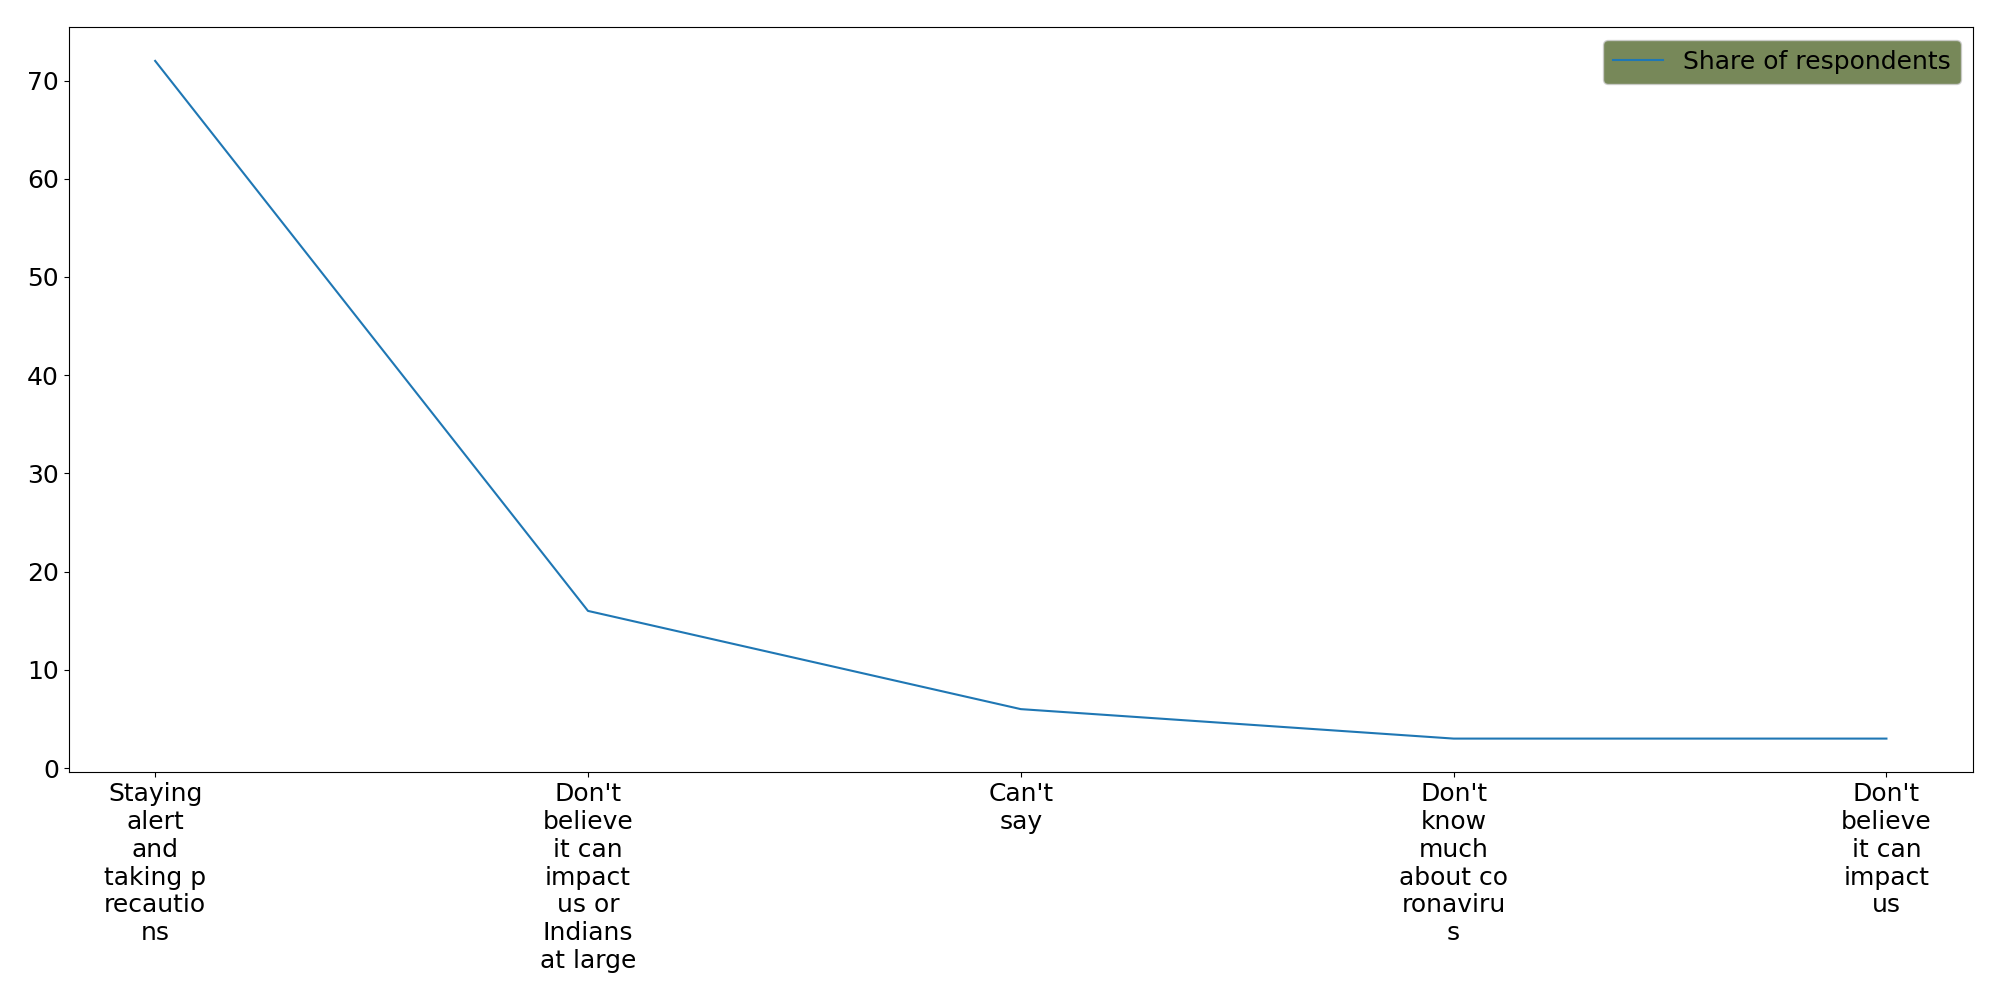 Share of respondents
70
60
50
40
30
20
10
0
Staying
alert
and
taking p
recautio
ns
Don't
believe
it can
impact
us or
Indians
at large
Can't
say
Don't
know
much
about co
ronaviru
s
Don't
believe
it can
impact
us